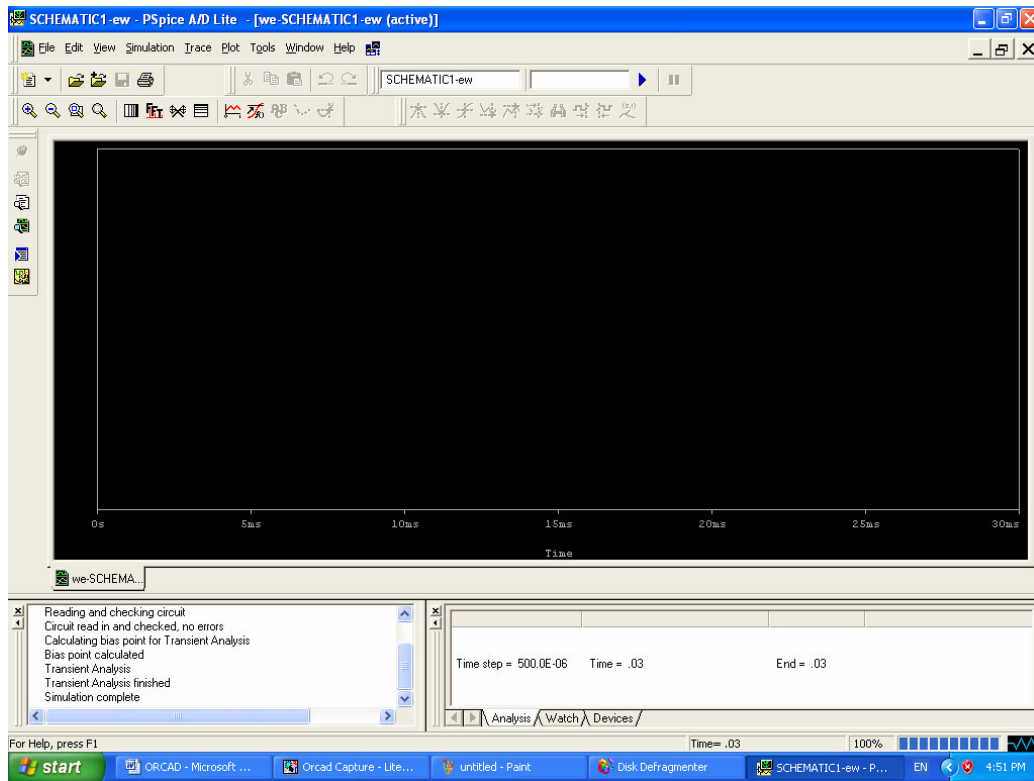 SCHEMATIC1-ew - PSpice A/D Lite - [we-SCHEMATIC1-ew (active)]
File Edit View Simulation Trace Plot Tools Window Help
SCHEMATIC1-ew
FFT
0s 5ms 10ms 15ms 20ms 25ms 30ms
Time
we-SCHEMA...
Reading and checking circuit
Circuit read in and checked, no errors
Calculating bias point for Transient Analysis
Bias point calculated
Transient Analysis
Transient Analysis finished
Simulation complete
Time step = 500.0E-06 Time = .03 End = .03
Analysis Watch Devices
For Help, press F1 Time= .03 100%
start ORCAD - Microsoft ... Orcad Capture - Lite... untitled - Paint Disk Defragmenter SCHEMATIC1-ew - P... EN 4:51 PM